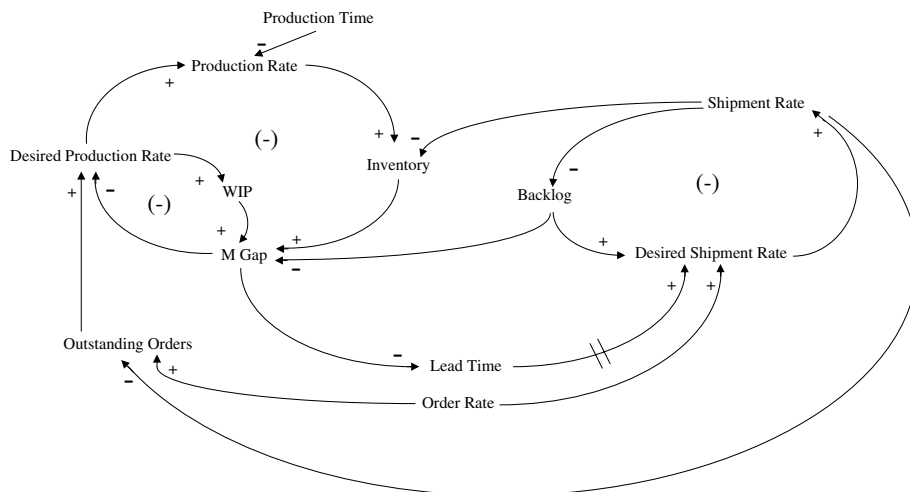 Production Time
-
Production Rate
+
Shipment Rate
+
-
+
(-)
Desired Production Rate
Inventory
+
WIP
-
Backlog
(-)
+
-
(-)
+
+
+
-
M Gap
Desired Shipment Rate
+
+
Outstanding Orders
-
Lead Time
+
-
Order Rate